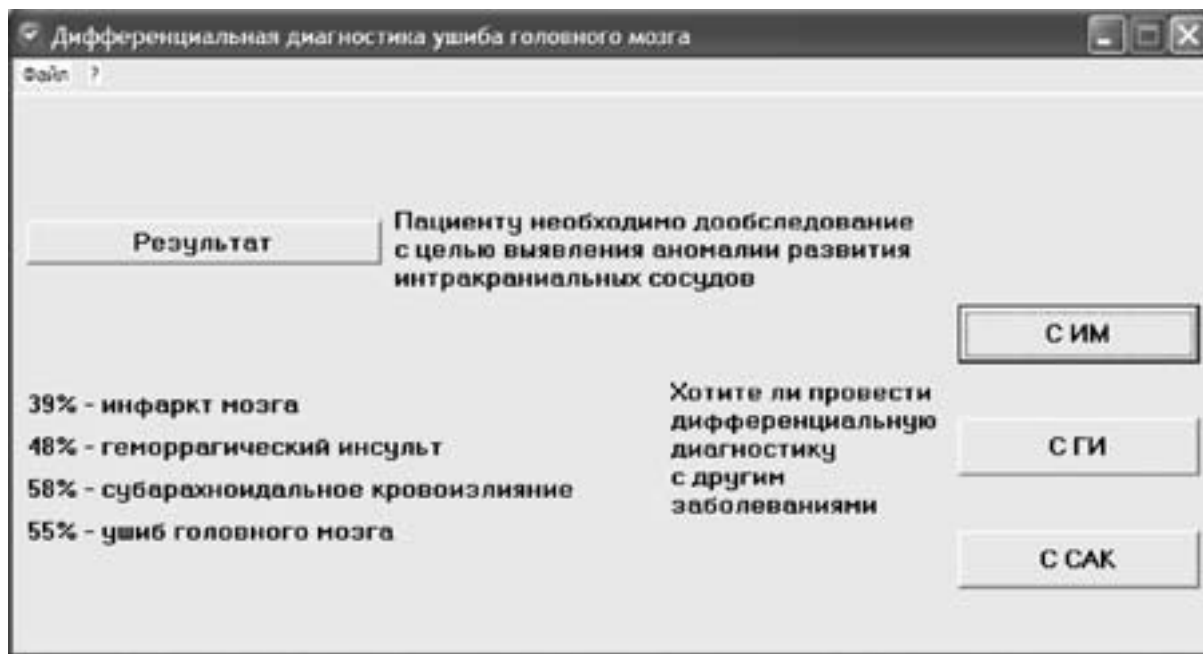 Дифференциальная диагностика ушиба головного мозга
Файл ?
Результат
Пациенту необходимо дообследование
с целью выявления аномалии развития
интракраниальных сосудов
39% - инфаркт мозга
48% - геморрагический инсульт
58% - субарахноидальное кровоизлияние
55% - ушиб головного мозга
Хотите ли провести
дифференциальную
диагностику
с другим
заболеваниями
С ИМ
С ГИ
С САК